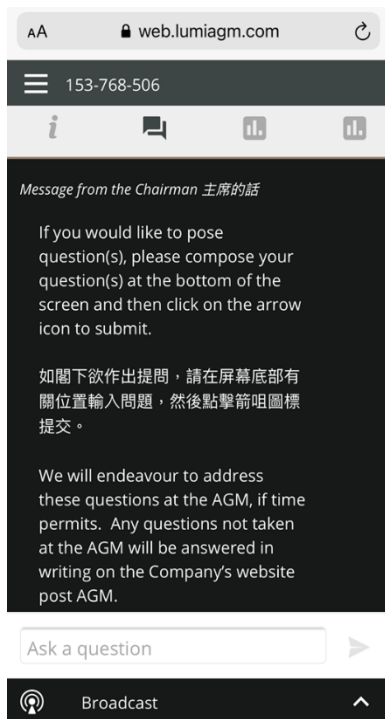 AA
web.lumiagm.com
153-768-506
Message from the Chairman 主席的話
If you would like to pose
question(s), please compose your
question(s) at the bottom of the
screen and then click on the arrow
icon to submit.
如閣下欲作出提問，請在屏幕底部有
關位置輸入問題，然後點擊箭咀圖標
提交。
We will endeavour to address
these questions at the AGM, if time
permits. Any questions not taken
at the AGM will be answered in
writing on the Company’s website
post AGM.
Ask a question
Broadcast